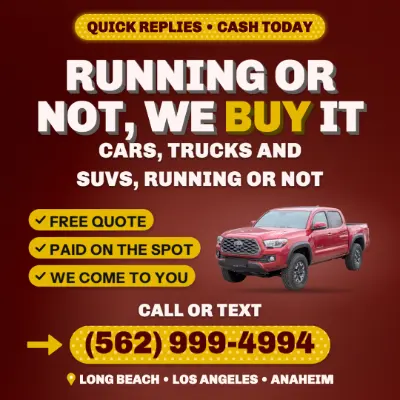 QUICK REPLIES • CASH TODAY
RUNNING OR
NOT, WE BUY IT
CARS, TRUCKS AND
SUVS, RUNNING OR NOT
FREE QUOTE
PAID ON THE SPOT
WE COME TO YOU
CALL OR TEXT
(562) 999-4994
LONG BEACH • LOS ANGELES • ANAHEIM